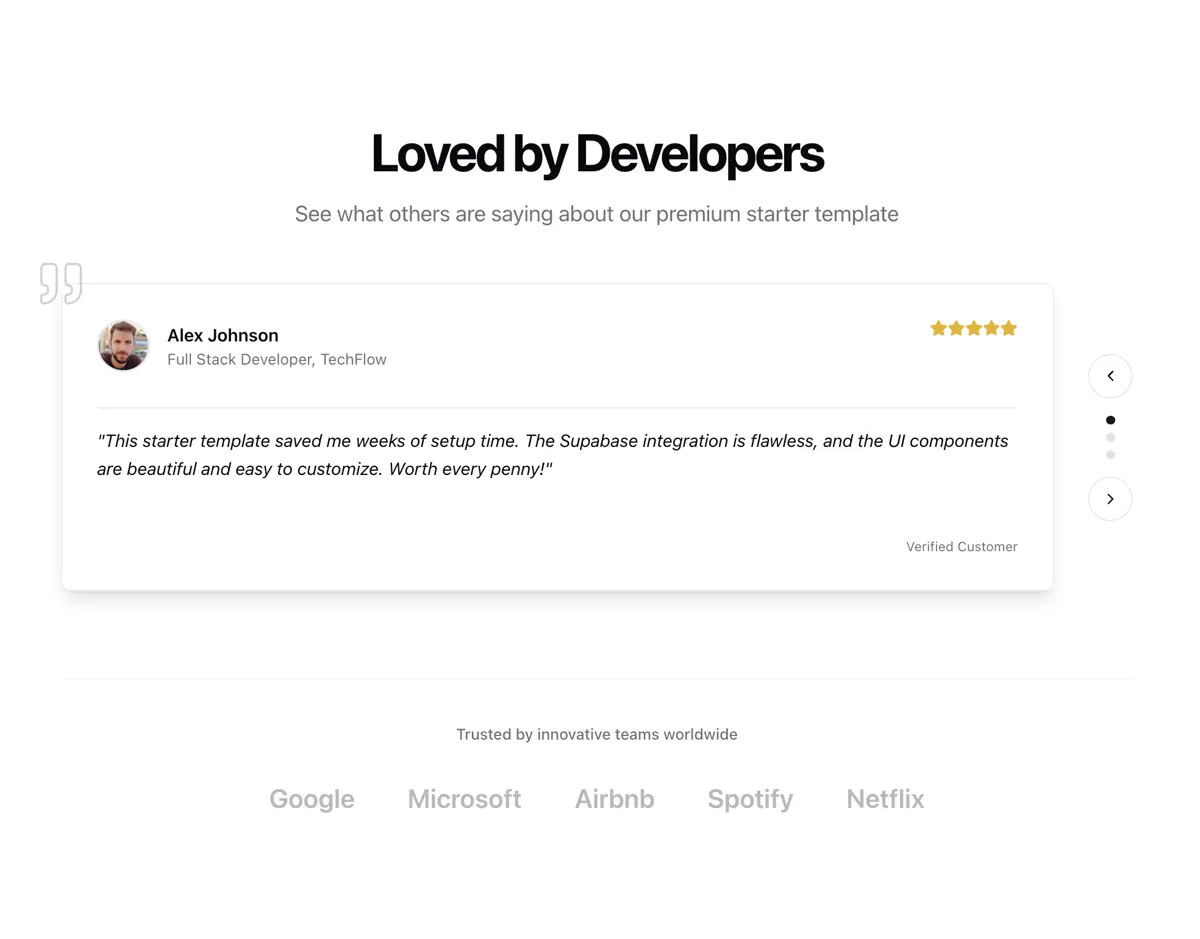 Loved by Developers
See what others are saying about our premium starter template
Alex Johnson
Full Stack Developer, TechFlow
"This starter template saved me weeks of setup time. The Supabase integration is flawless, and the UI components
are beautiful and easy to customize. Worth every penny!"
Verified Customer
Trusted by innovative teams worldwide
Google Microsoft Airbnb Spotify Netflix